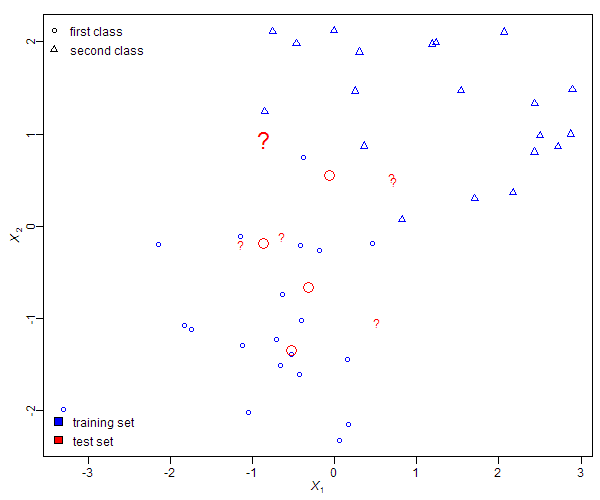 first class
second class
2
1
0
-1
-2
X2
?
?
?
?
?
?
training set
test set
-3 -2 -1 0 1 2 3
X1